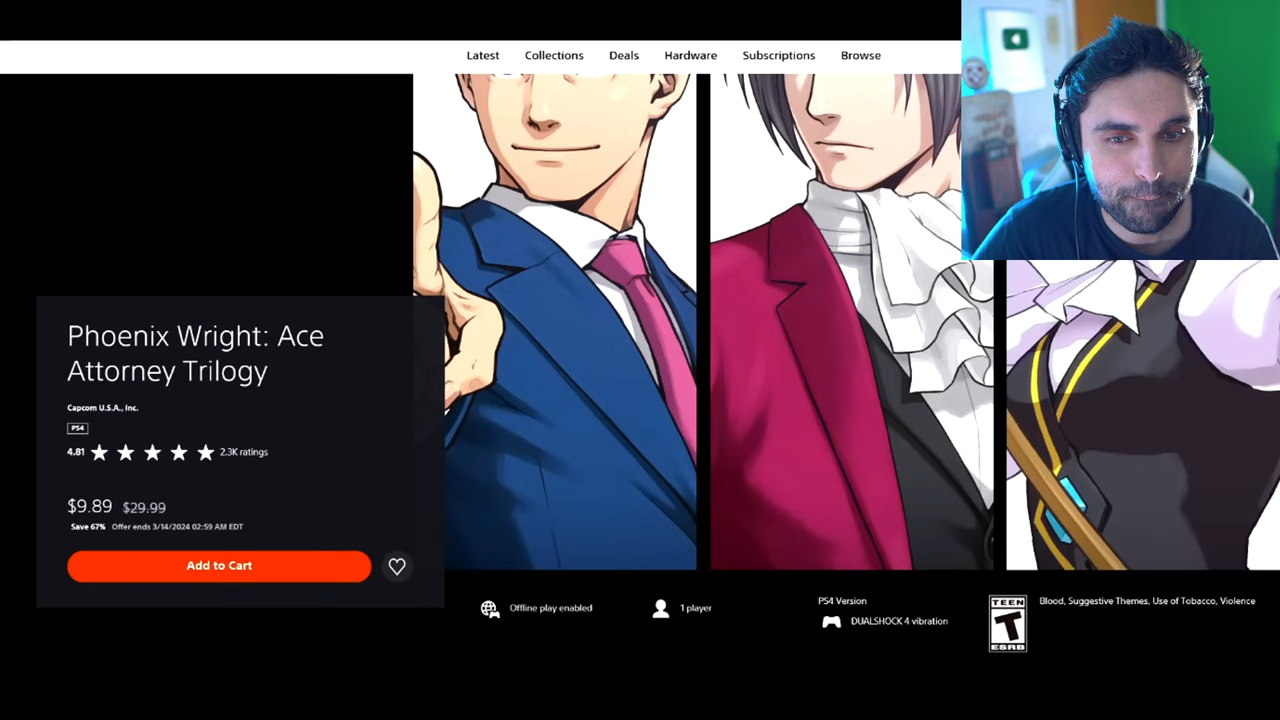 Latest Collections Deals Hardware Subscriptions Browse
Phoenix Wright: Ace
Attorney Trilogy
Capcom U.S.A., Inc.
PS4
4.81 2.3K ratings
$9.89 $29.99
Save 67% Offer ends 3/14/2024 02:59 AM EDT
Add to Cart
Offline play enabled
1 player
PS4 Version
DUALSHOCK 4 vibration
TEEN
T
ESRB
Blood, Suggestive Themes, Use of Tobacco, Violence